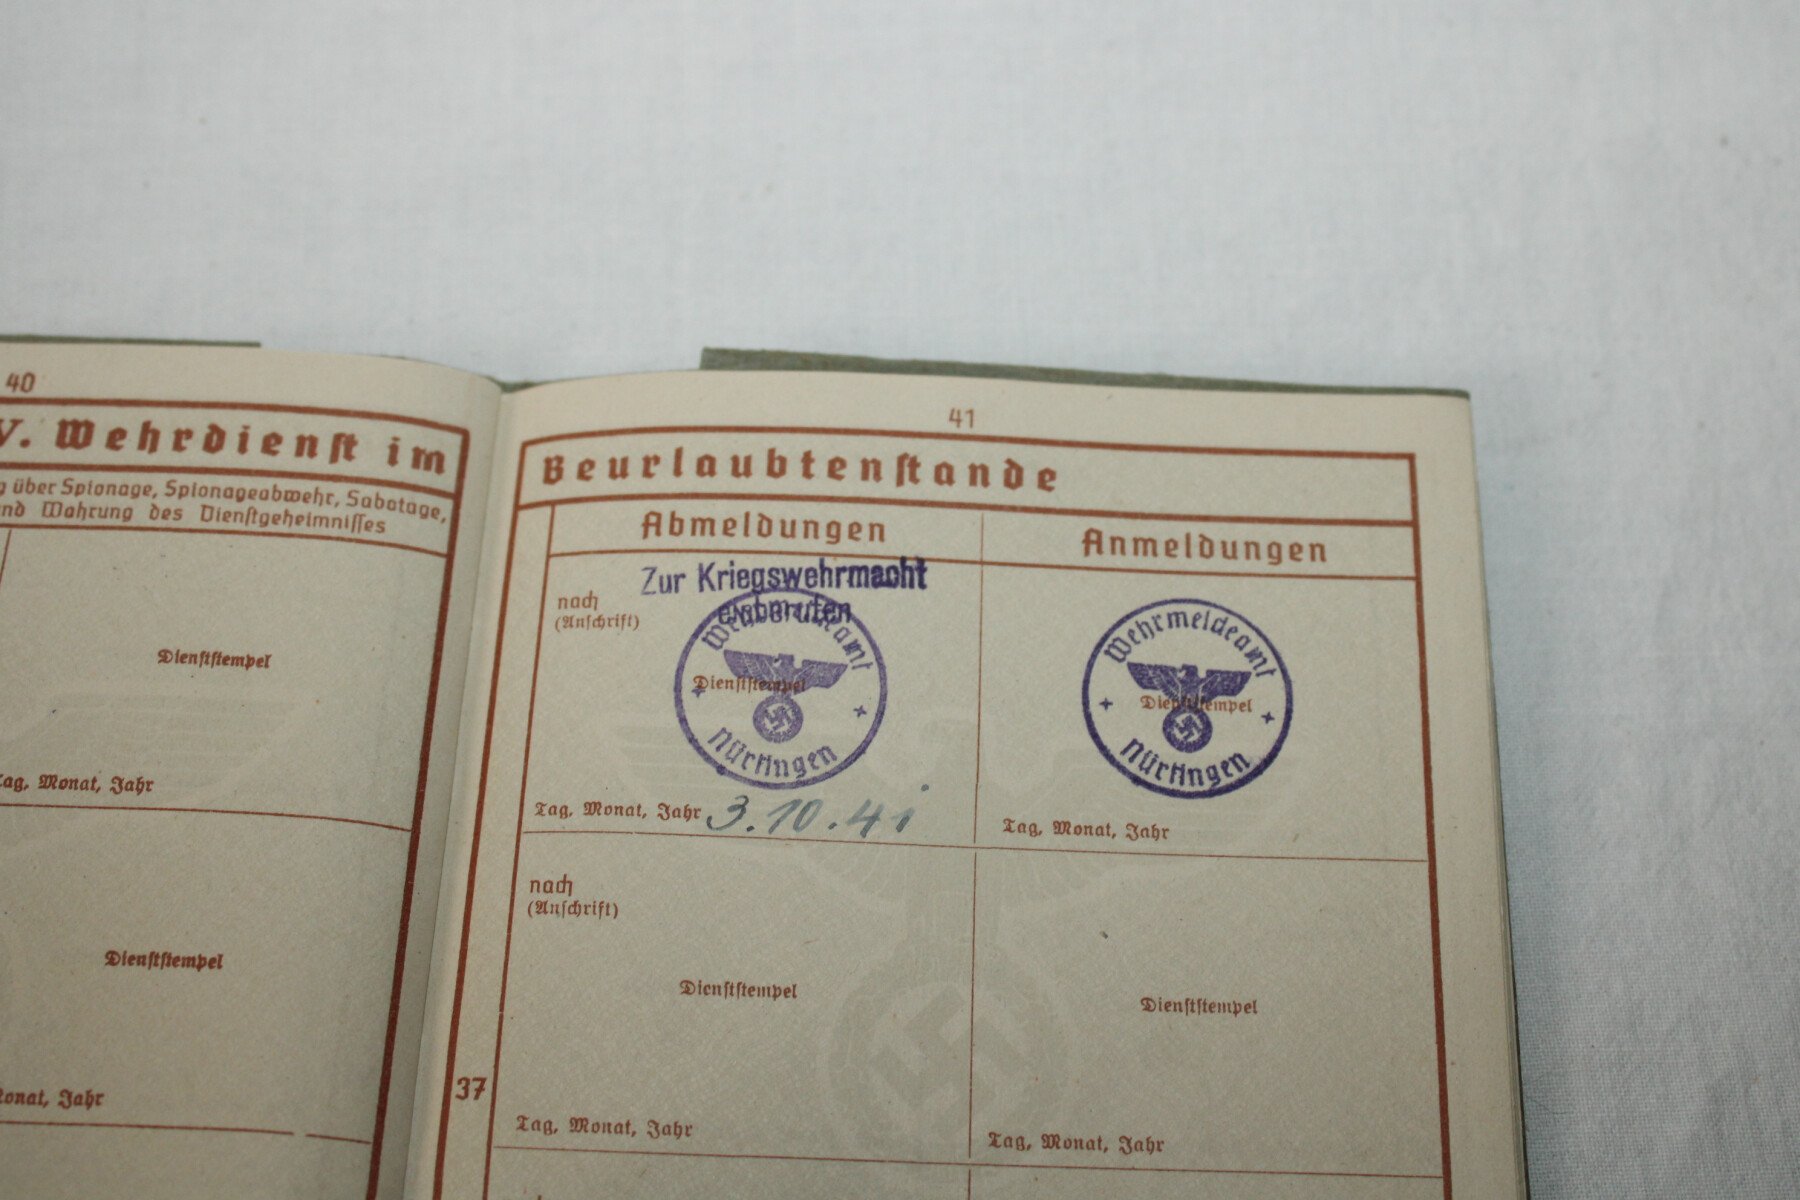 40
V. Wehrdienst im
über Spionage, Spionageabwehr, Sabotage,
und Wahrung des Dienstgeheimnisses
Dienststempel
Tag, Monat, Jahr
Dienststempel
Monat, Jahr
41
Beurlaubtenstande
Abmeldungen
Anmeldungen
Zur Kriegswehrmacht
einberufen
nach
(Anschrift)
Wehrmeldeamt
Dienststempel
Nürtingen
Tag, Monat, Jahr 3.10.41
Wehrmeldeamt
Dienststempel
Nürtingen
Tag, Monat, Jahr
nach
(Anschrift)
Dienststempel
Tag, Monat, Jahr
Dienststempel
Tag, Monat, Jahr
37